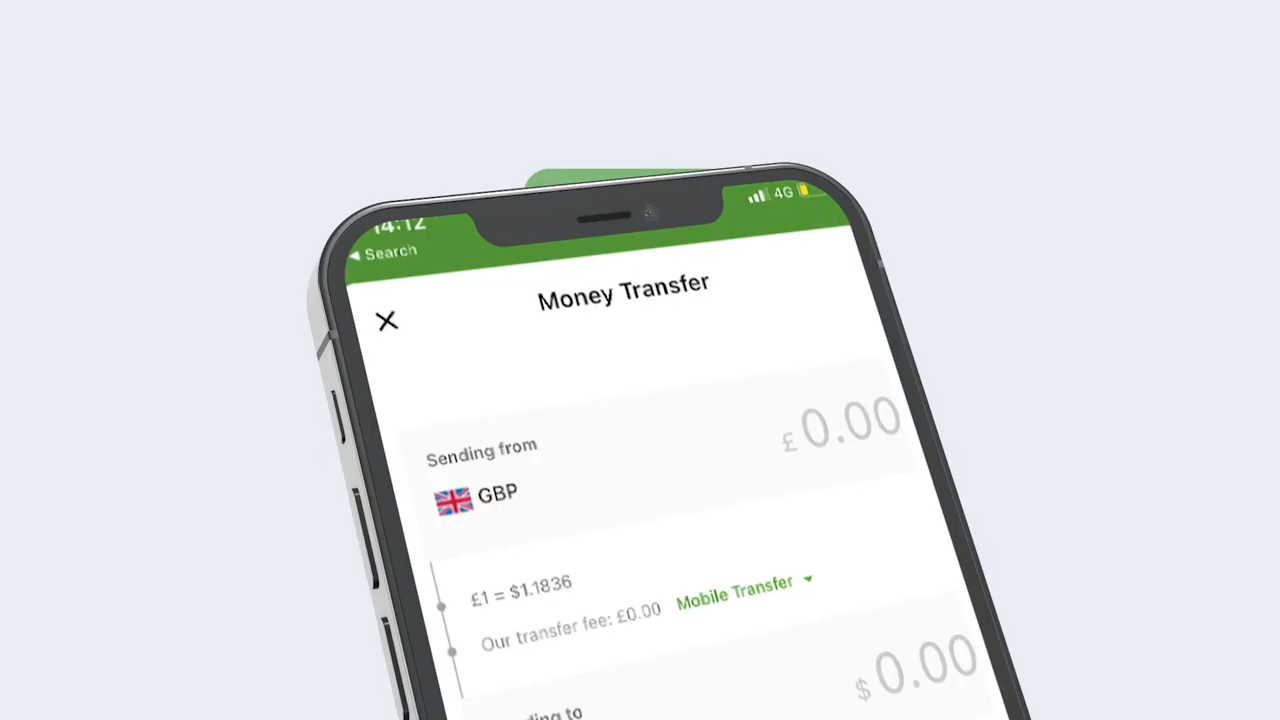 14:12
4G
◀ Search
Money Transfer
Sending from
£ 0.00
GBP
£1 = $1.1836
Our transfer fee: £0.00 Mobile Transfer
$ 0.00
to